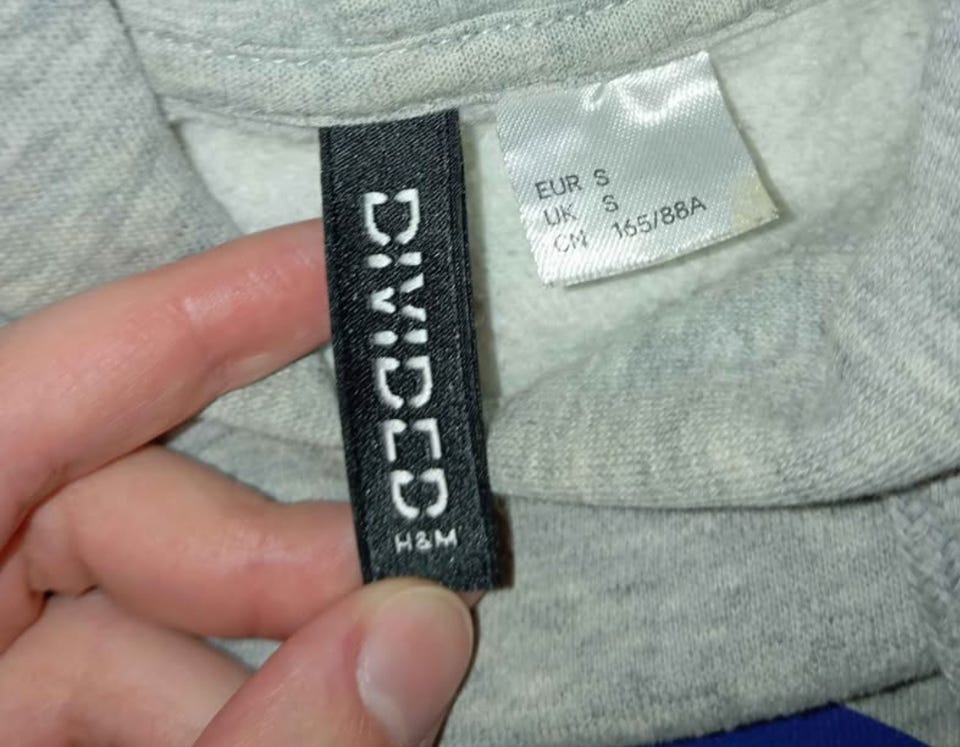 DIVIDED
H&M
EUR S
UK S
CN 165/88A